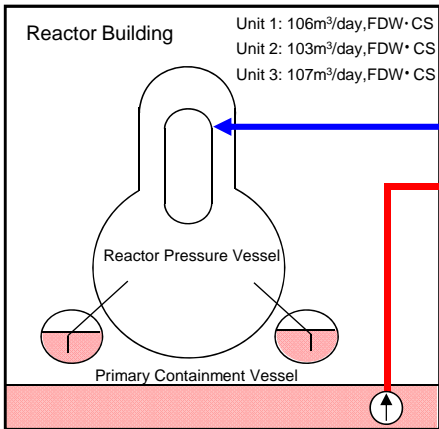 Reactor Building
Unit 1: 106m³/day,FDW・CS
Unit 2: 103m³/day,FDW・CS
Unit 3: 107m³/day,FDW・CS
Reactor Pressure Vessel
Primary Containment Vessel